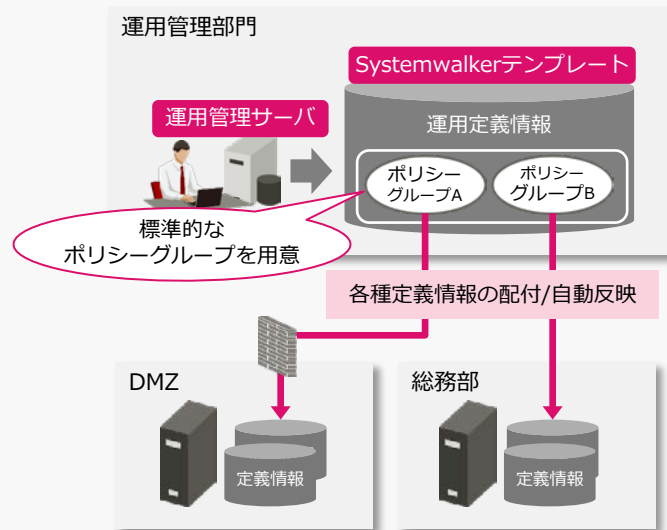 運用管理部門
Systemwalkerテンプレート
運用管理サーバ
運用定義情報
ポリシー
グループA
ポリシー
グループB
標準的な
ポリシーグループを用意
各種定義情報の配付/自動反映
DMZ
定義情報
総務部
定義情報